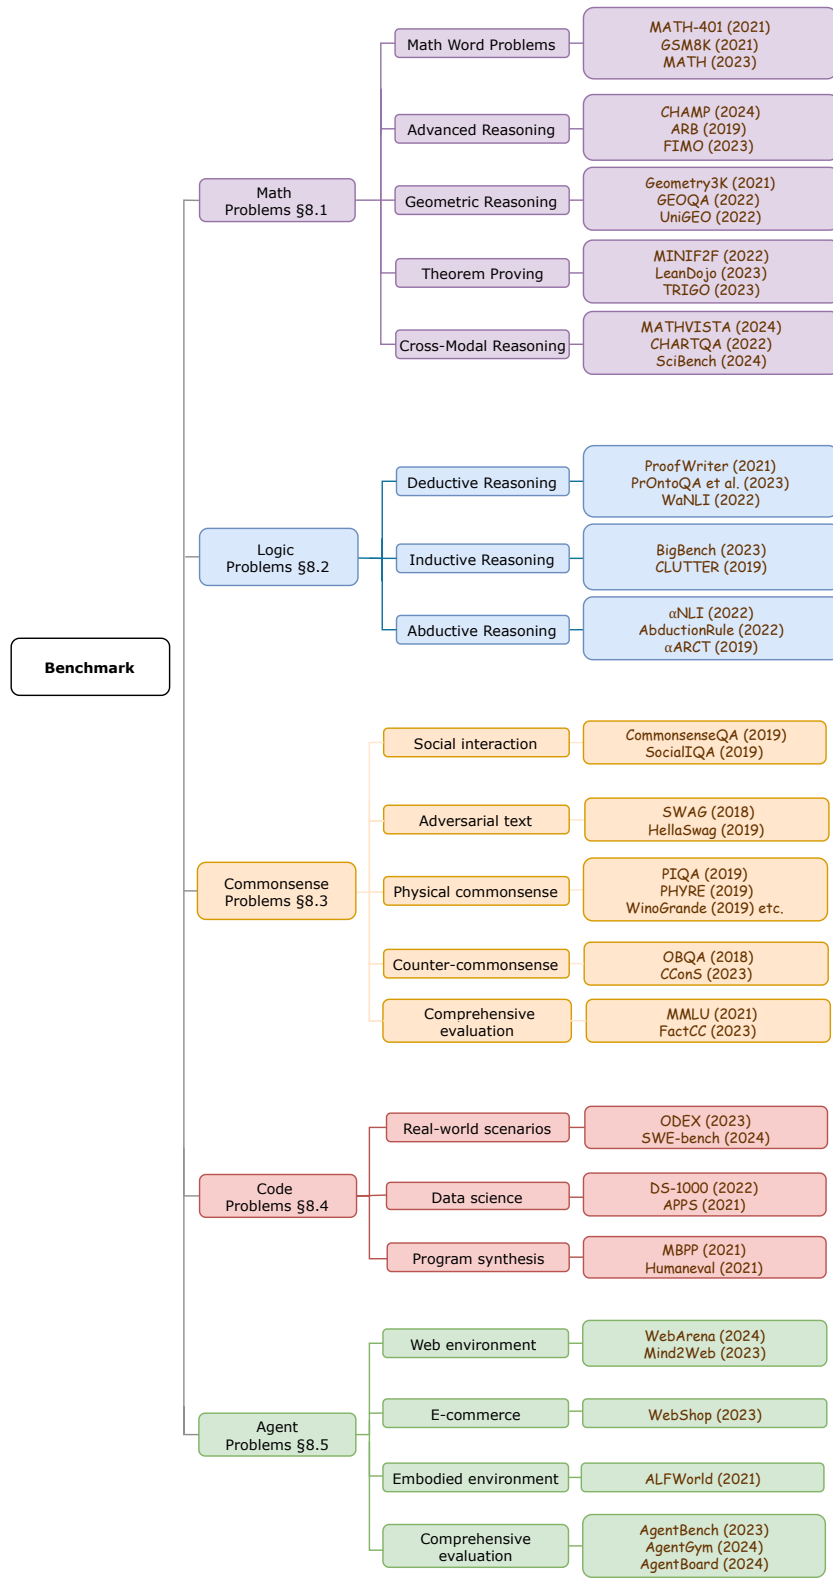 Benchmark
Math
Problems §8.1
Math Word Problems
MATH-401 (2021)
GSM8K (2021)
MATH (2023)
Advanced Reasoning
CHAMP (2024)
ARB (2019)
FIMO (2023)
Geometric Reasoning
Geometry3K (2021)
GEOQA (2022)
UniGEO (2022)
Theorem Proving
MINIF2F (2022)
LeanDojo (2023)
TRIGO (2023)
Cross-Modal Reasoning
MATHVISTA (2024)
CHARTQA (2022)
SciBench (2024)
Logic
Problems §8.2
Deductive Reasoning
ProofWriter (2021)
PrOntoQA et al. (2023)
WaNLI (2022)
Inductive Reasoning
BigBench (2023)
CLUTTER (2019)
Abductive Reasoning
αNLI (2022)
AbductionRule (2022)
αARCT (2019)
Commonsense
Problems §8.3
Social interaction
CommonsenseQA (2019)
SocialIQA (2019)
Adversarial text
SWAG (2018)
HellaSwag (2019)
Physical commonsense
PIQA (2019)
PHYRE (2019)
WinoGrande (2019) etc.
Counter-commonsense
OBQA (2018)
CConS (2023)
Comprehensive
evaluation
MMLU (2021)
FactCC (2023)
Code
Problems §8.4
Real-world scenarios
ODEX (2023)
SWE-bench (2024)
Data science
DS-1000 (2022)
APPS (2021)
Program synthesis
MBPP (2021)
Humaneval (2021)
Agent
Problems §8.5
Web environment
WebArena (2024)
Mind2Web (2023)
E-commerce
WebShop (2023)
Embodied environment
ALFWorld (2021)
Comprehensive
evaluation
AgentBench (2023)
AgentGym (2024)
AgentBoard (2024)